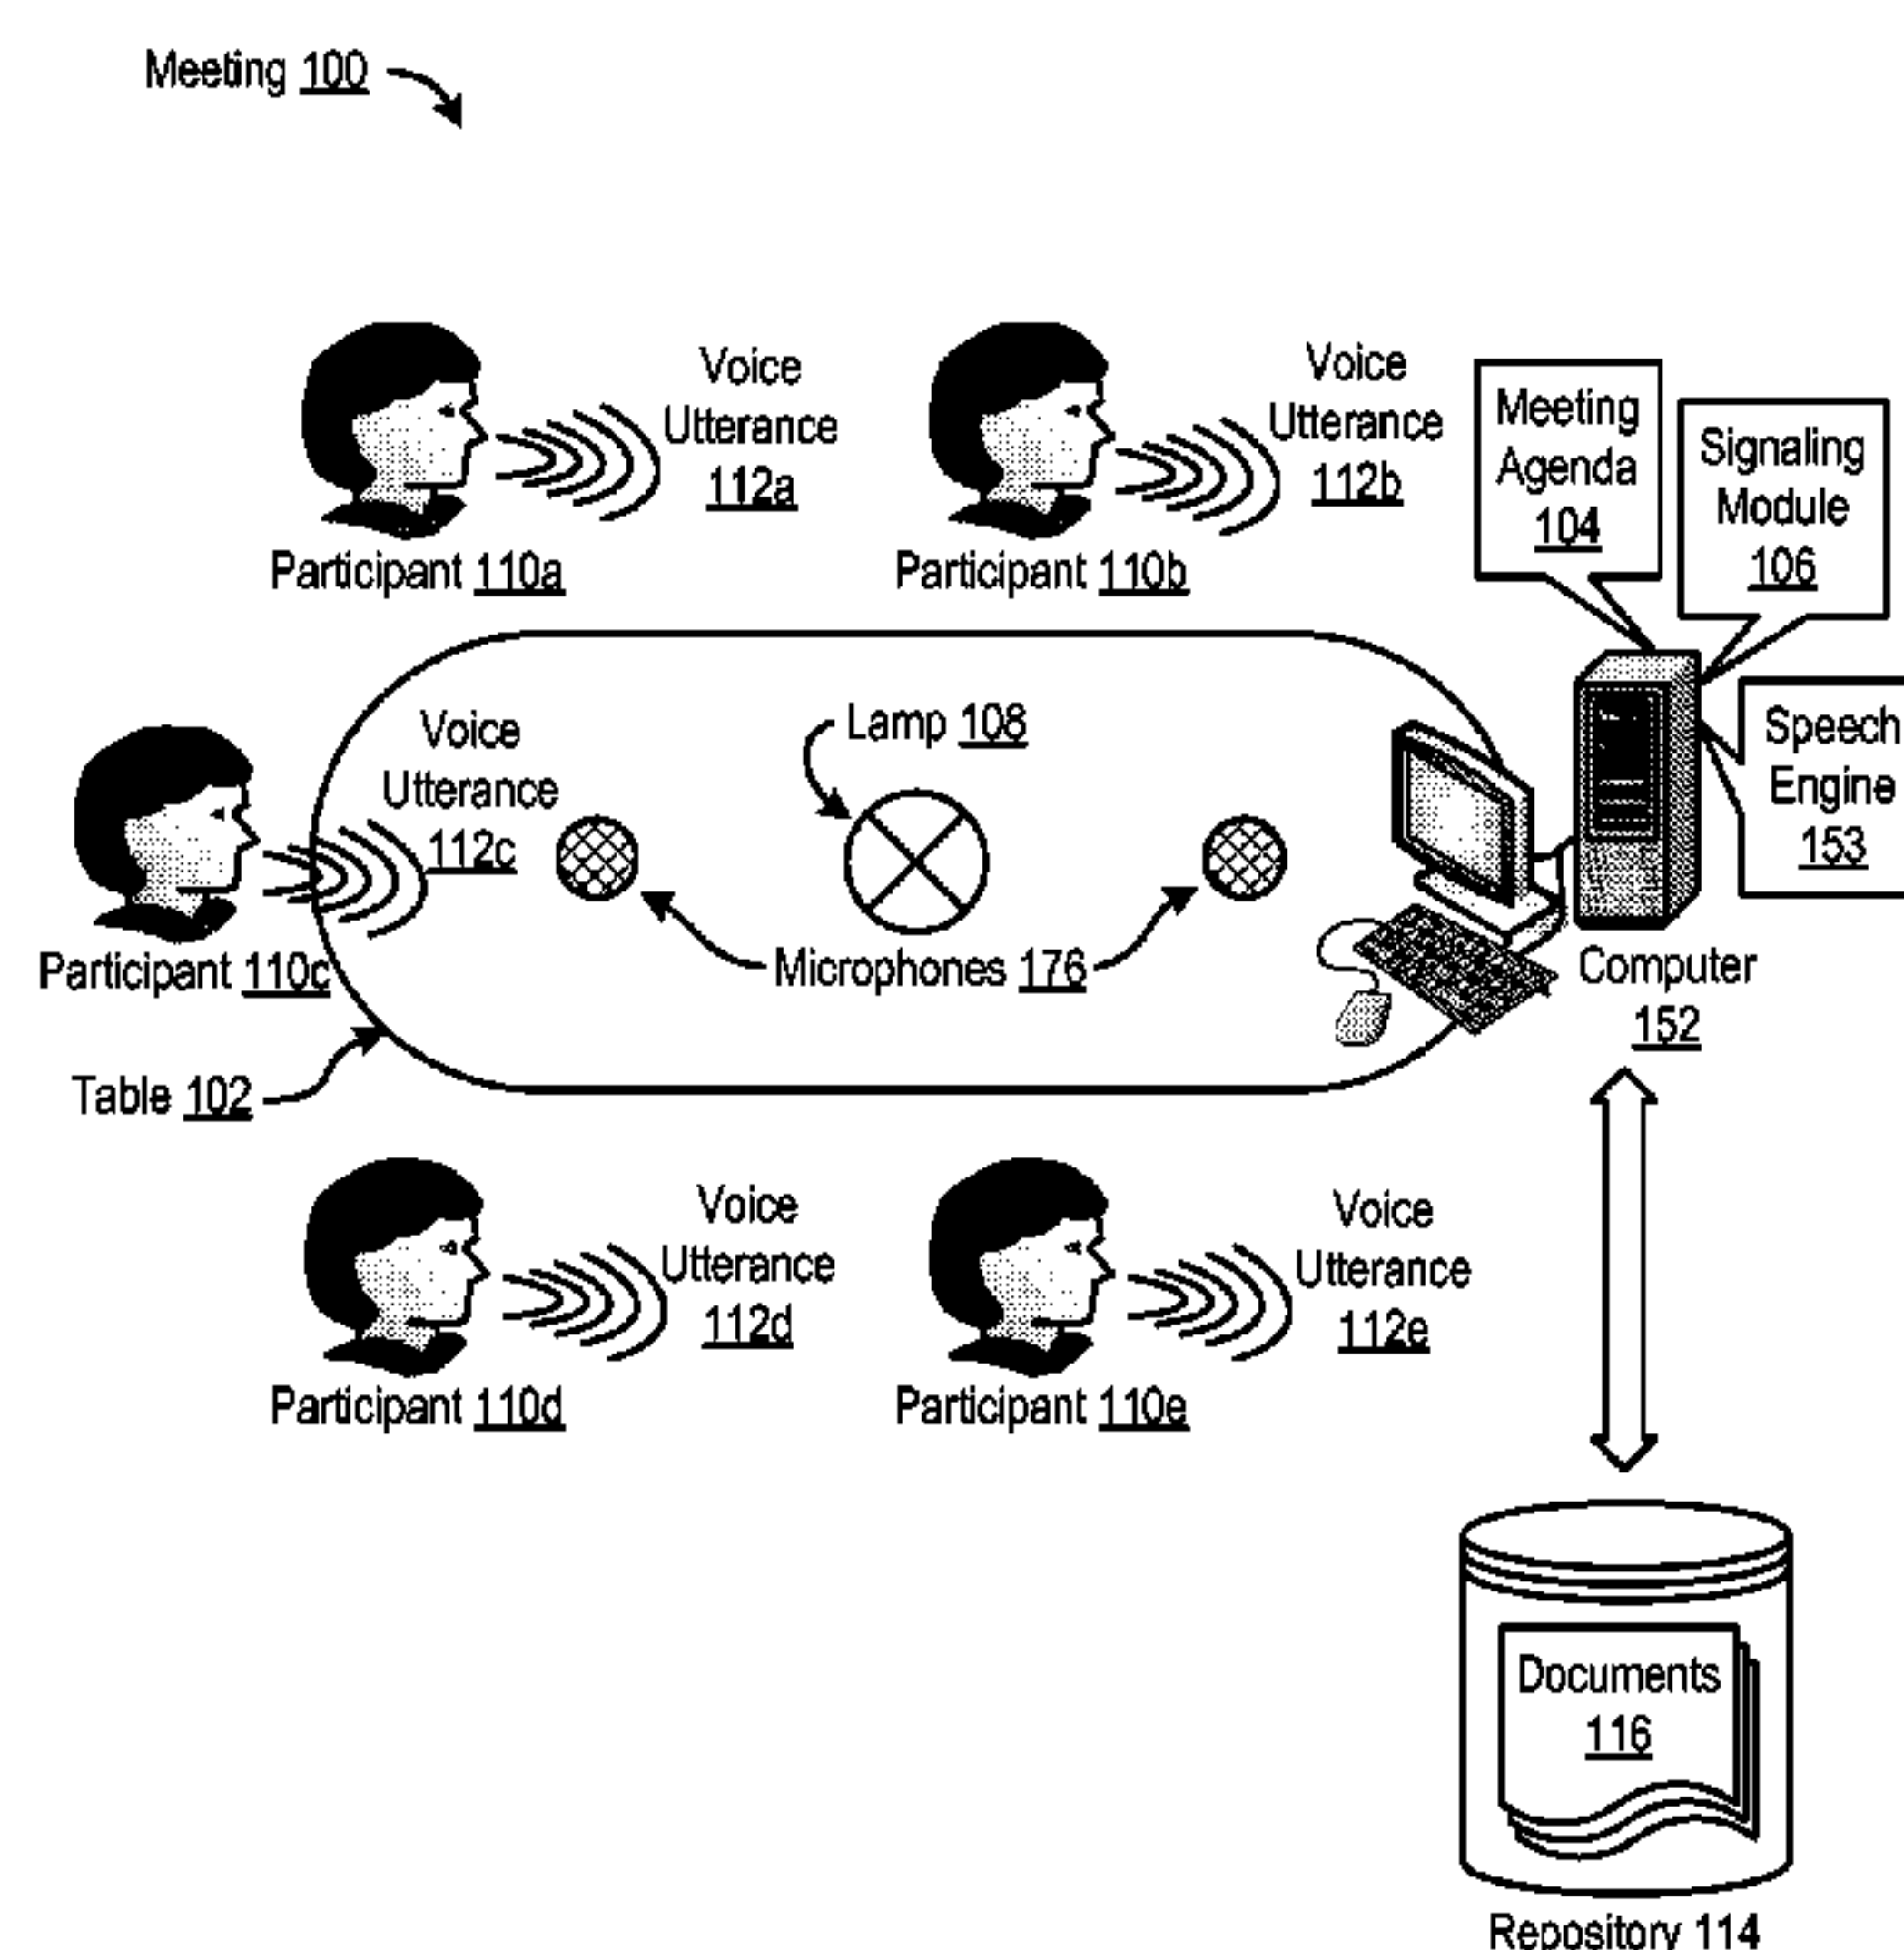 Meeting 100
Voice
Utterance
112a
Participant 110a
Voice
Utterance
112b
Participant 110b
Meeting
Agenda
104
Signaling
Module
106
Speech
Engine
153
Voice
Utterance
112c
Participant 110c
Lamp 108
Microphones 176
Computer
152
Table 102
Voice
Utterance
112d
Participant 110d
Voice
Utterance
112e
Participant 110e
Documents
116
Repository 114